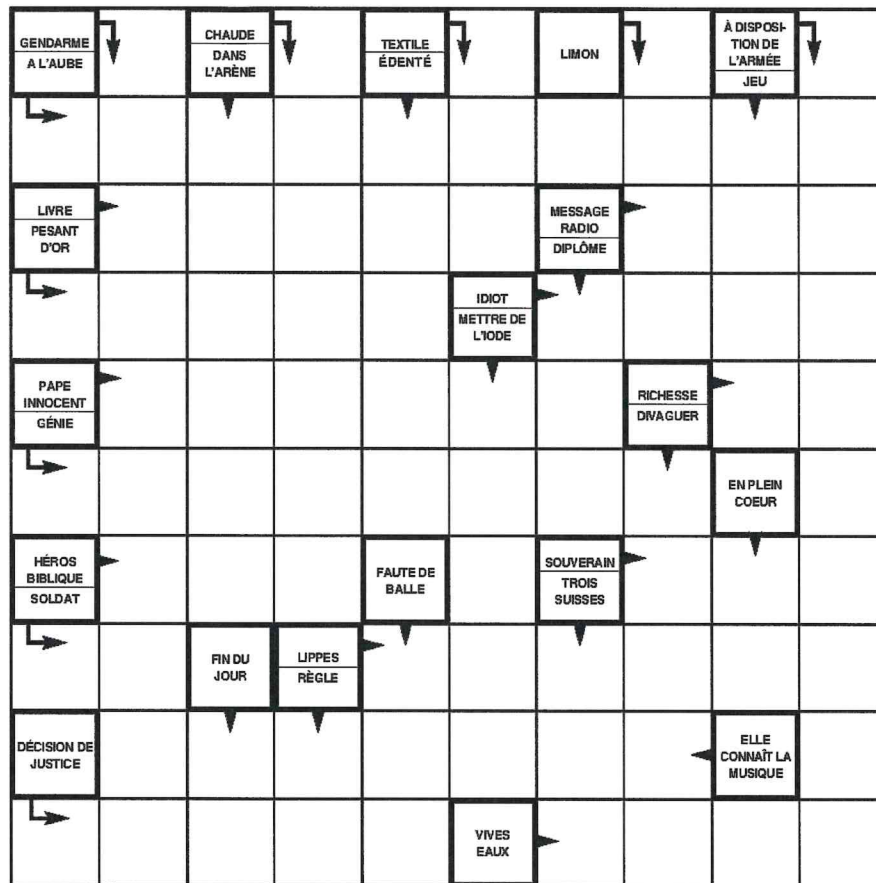 GENDARME
A L'AUBE
CHAUDE
DANS
L'ARÈNE
TEXTILE
ÉDENTÉ
LIMON
À DISPOSI-
TION DE
L'ARMÉE
JEU
LIVRE
PESANT
D'OR
MESSAGE
RADIO
DIPLÔME
IDIOT
METTRE DE
L'IODE
PAPE
INNOCENT
GÉNIE
RICHESSE
DIVAGUER
EN PLEIN
COEUR
HÉROS
BIBLIQUE
SOLDAT
FAUTE DE
BALLE
SOUVERAIN
TROIS
SUISSES
FIN DU
JOUR
LIPPES
RÈGLE
DÉCISION DE
JUSTICE
ELLE
CONNAÎT LA
MUSIQUE
VIVES
EAUX